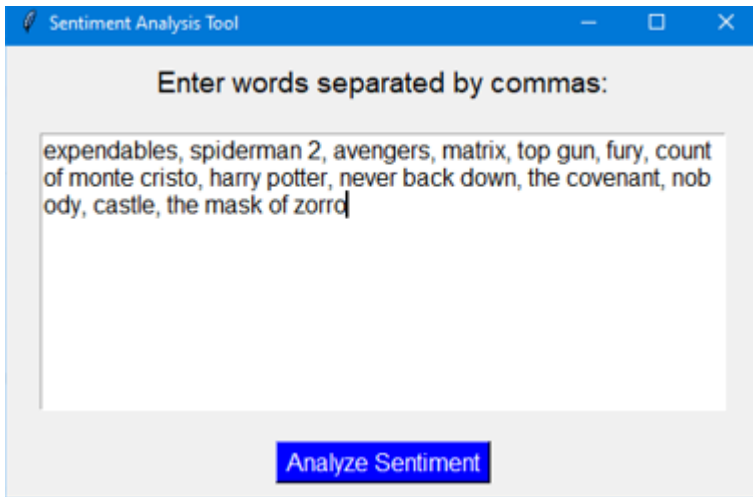 Sentiment Analysis Tool
Enter words separated by commas:
expendables, spiderman 2, avengers, matrix, top gun, fury, count
of monte cristo, harry potter, never back down, the covenant, nob
ody, castle, the mask of zorro
Analyze Sentiment